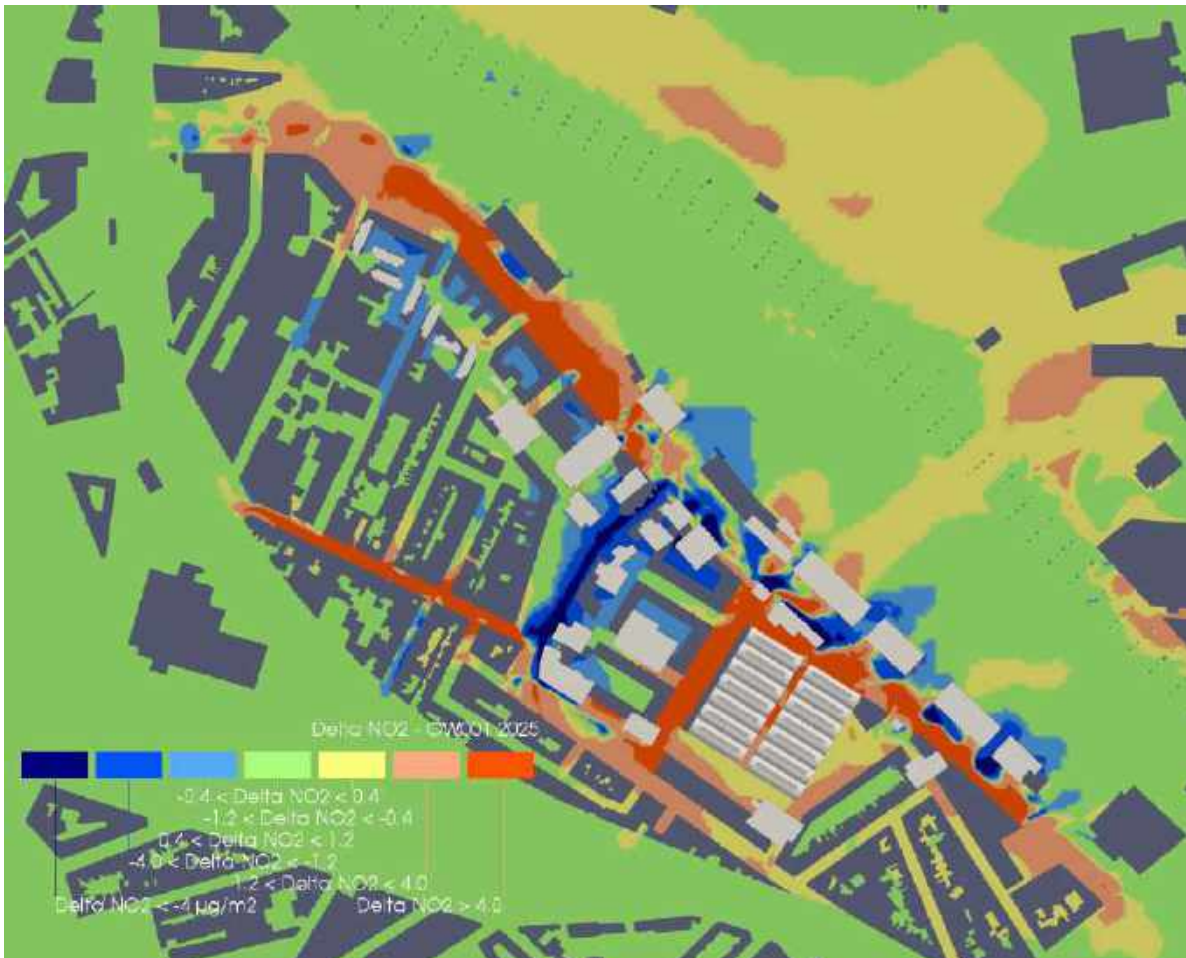 Delta NO2 - GW001 2025
-0.4 < Delta NO2 < 0.4
-1.2 < Delta NO2 < -0.4
0.4 < Delta NO2 < 1.2
-4.0 < Delta NO2 < -1.2
1.2 < Delta NO2 < 4.0
Delta NO2 < -4 µg/m2 Delta NO2 > 4.0